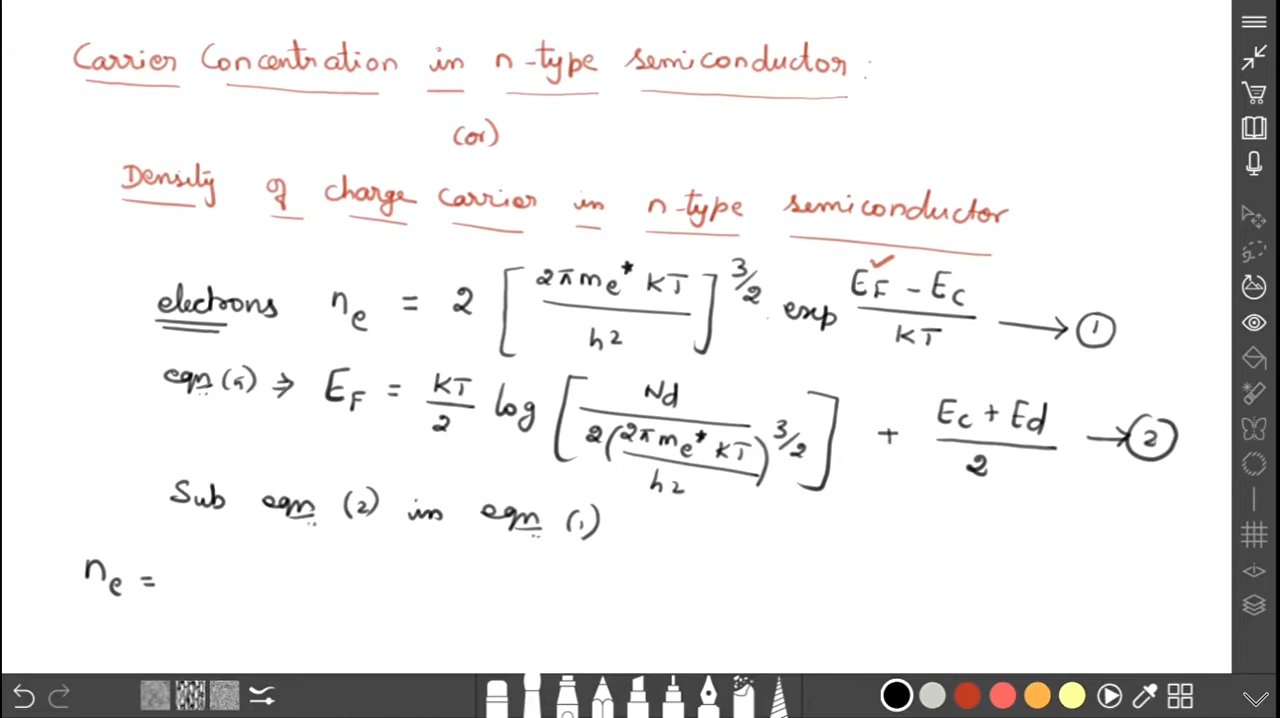 Carrier Concentration in n-type semiconductor:
(or)
Density of charge carrier in n-type semiconductor
electrons n_e = 2 [2πm_e* KT / h2]^3/2 exp E_F - E_c / KT → ①
eqn (a) ⇒ E_F = KT/2 log [Nd / 2(2πm_e* KT / h2)^3/2] + Ec + Ed / 2 → ②
Sub eqn (2) in eqn (1)
n_e =